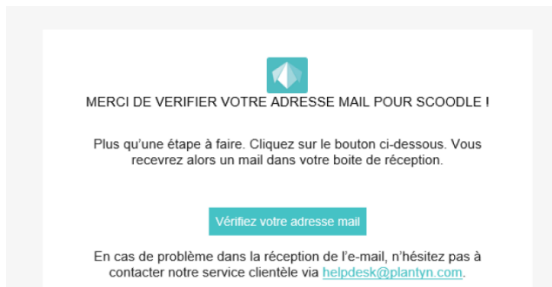 MERCI DE VERIFIER VOTRE ADRESSE MAIL POUR SCOODLE !
Plus qu'une étape à faire. Cliquez sur le bouton ci-dessous. Vous
recevrez alors un mail dans votre boite de réception.
Vérifiez votre adresse mail
En cas de problème dans la réception de l'e-mail, n'hésitez pas à
contacter notre service clientèle via helpdesk@plantyn.com.